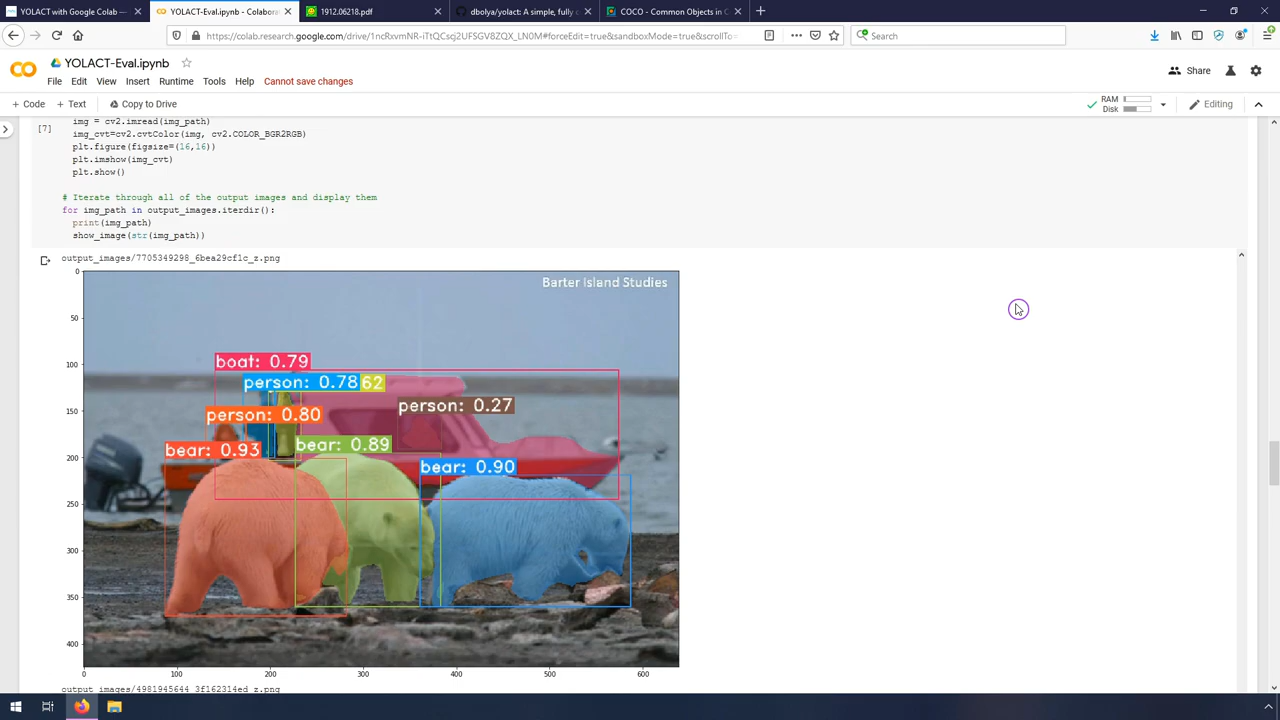 YOLACT with Google Colab —
YOLACT-Eval.ipynb - Colabora
1912.06218.pdf
dbolya/yolact: A simple, fully c
COCO - Common Objects in C
https://colab.research.google.com/drive/1ncRxvmNR-iTtQCscj2UFSGV8ZQX_LN0M#forceEdit=true&sandboxMode=true&scrollTo
Search
YOLACT-Eval.ipynb
File Edit View Insert Runtime Tools Help Cannot save changes
Share
+ Code + Text Copy to Drive
RAM
Disk
Editing
[7]
img = cv2.imread(img_path)
img_cvt=cv2.cvtColor(img, cv2.COLOR_BGR2RGB)
plt.figure(figsize=(16,16))
plt.imshow(img_cvt)
plt.show()
# Iterate through all of the output images and display them
for img_path in output_images.iterdir():
print(img_path)
show_image(str(img_path))
output_images/7705349298_6bea29cf1c_z.png
Barter Island Studies
boat: 0.79
person: 0.78 62
person: 0.27
person: 0.80
bear: 0.93
bear: 0.89
bear: 0.90
0
50
100
150
200
250
300
350
400
0 100 200 300 400 500 600
output_images/4981945644_3f162314ed_z.png